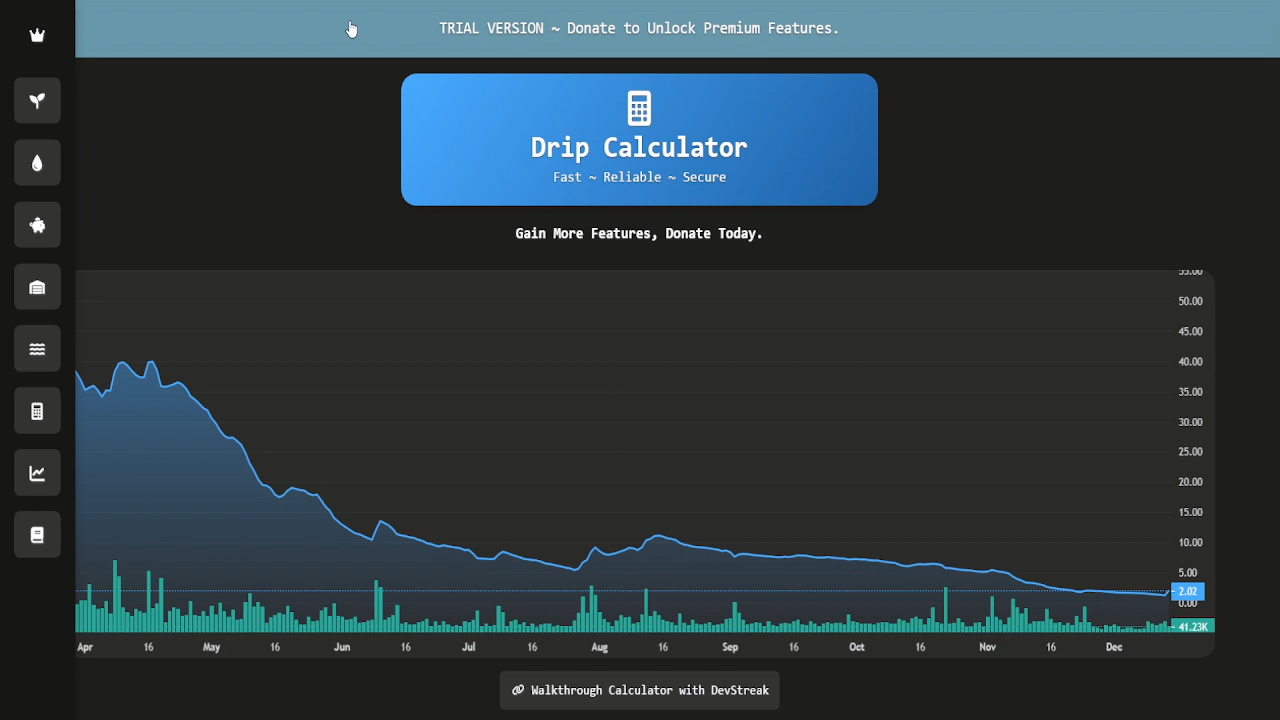 TRIAL VERSION ~ Donate to Unlock Premium Features.
Drip Calculator
Fast ~ Reliable ~ Secure
Gain More Features, Donate Today.
55.00
50.00
45.00
40.00
35.00
30.00
25.00
20.00
15.00
10.00
5.00
2.02
0.00
41.23K
Apr 16 May 16 Jun 16 Jul 16 Aug 16 Sep 16 Oct 16 Nov 16 Dec
Walkthrough Calculator with DevStreak